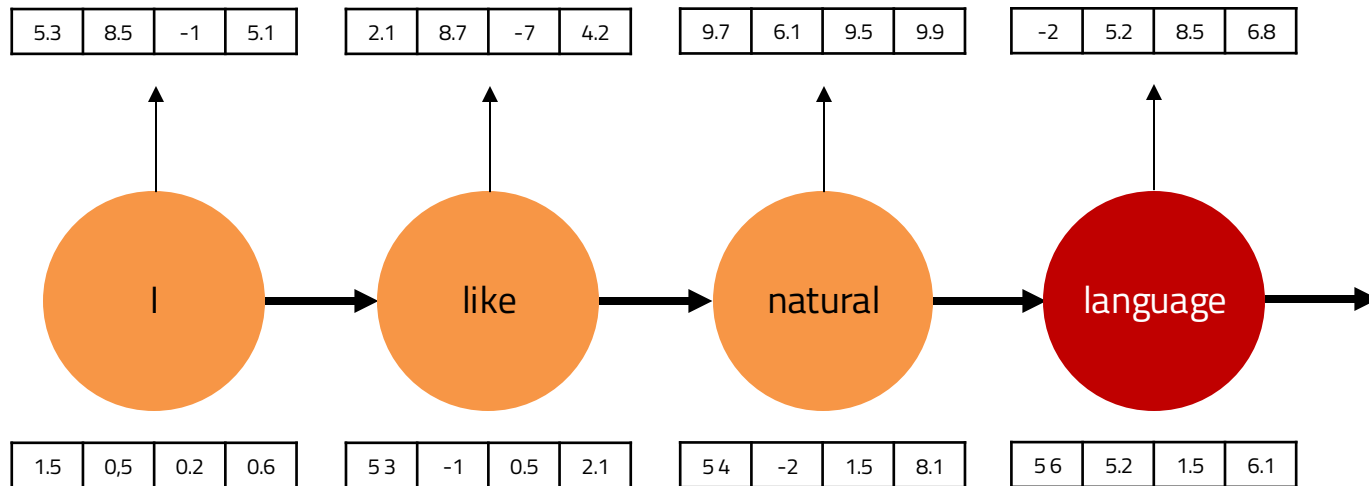 5.3 8.5 -1 5.1 2.1 8.7 -7 4.2 9.7 6.1 9.5 9.9 -2 5.2 8.5 6.8
I like natural language
1.5 0,5 0.2 0.6 5 3 -1 0.5 2.1 5 4 -2 1.5 8.1 5 6 5.2 1.5 6.1